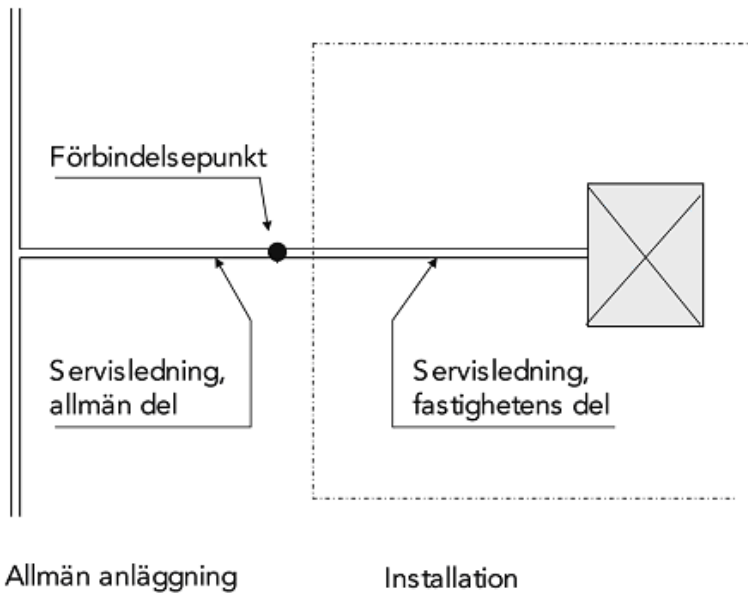 Förbindelsepunkt
Servisledning,
allmän del
Servisledning,
fastighetens del
Allmän anläggning
Installation